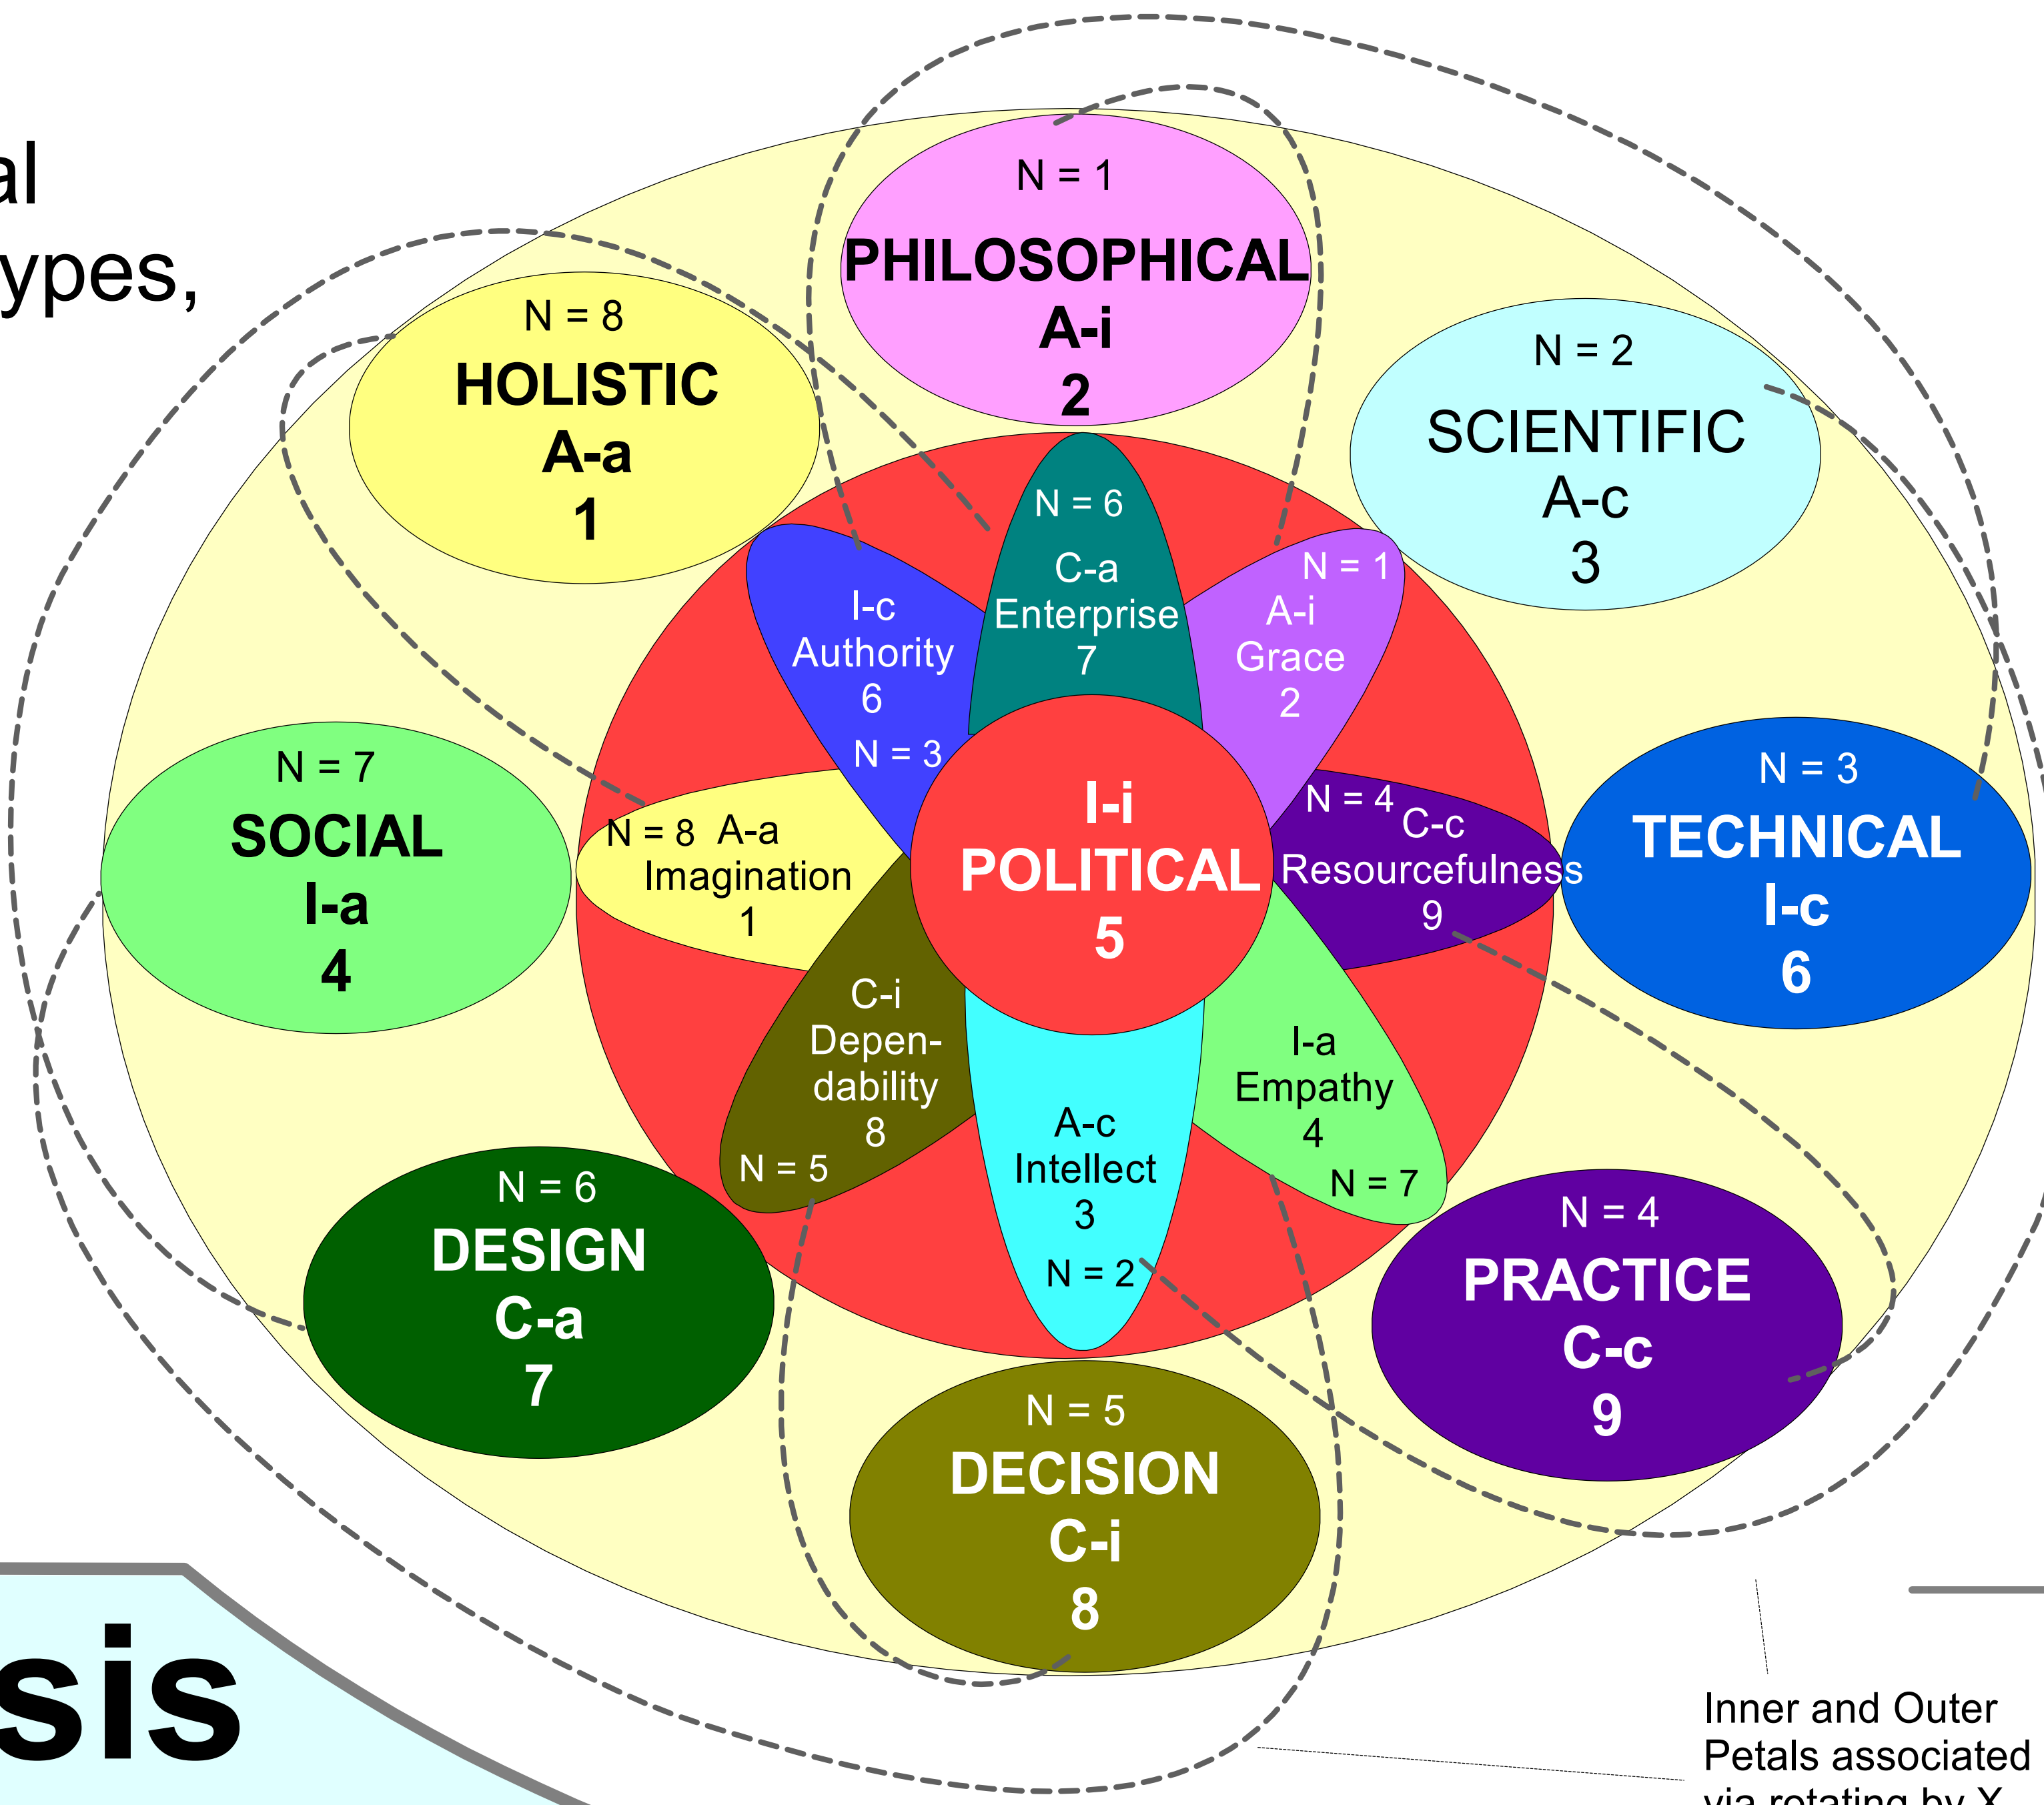 al
ypes,
N = 1
PHILOSOPHICAL
A-i
2
N = 8
HOLISTIC
A-a
1
N = 2
SCIENTIFIC
A-c
3
N = 6
C-a
Enterprise
7
N = 1
A-i
Grace
2
I-c
Authority
6
N = 3
N = 7
SOCIAL
I-a
4
N = 8 A-a
Imagination
1
I-i
POLITICAL
5
N = 4
C-c
Resourcefulness
9
N = 3
TECHNICAL
I-c
6
C-i
Depen-
dability
8
N = 5
A-c
Intellect
3
N = 2
I-a
Empathy
4
N = 7
N = 6
DESIGN
C-a
7
N = 5
DECISION
C-i
8
N = 4
PRACTICE
C-c
9
sis
Inner and Outer
Petals associated
via rotating by X